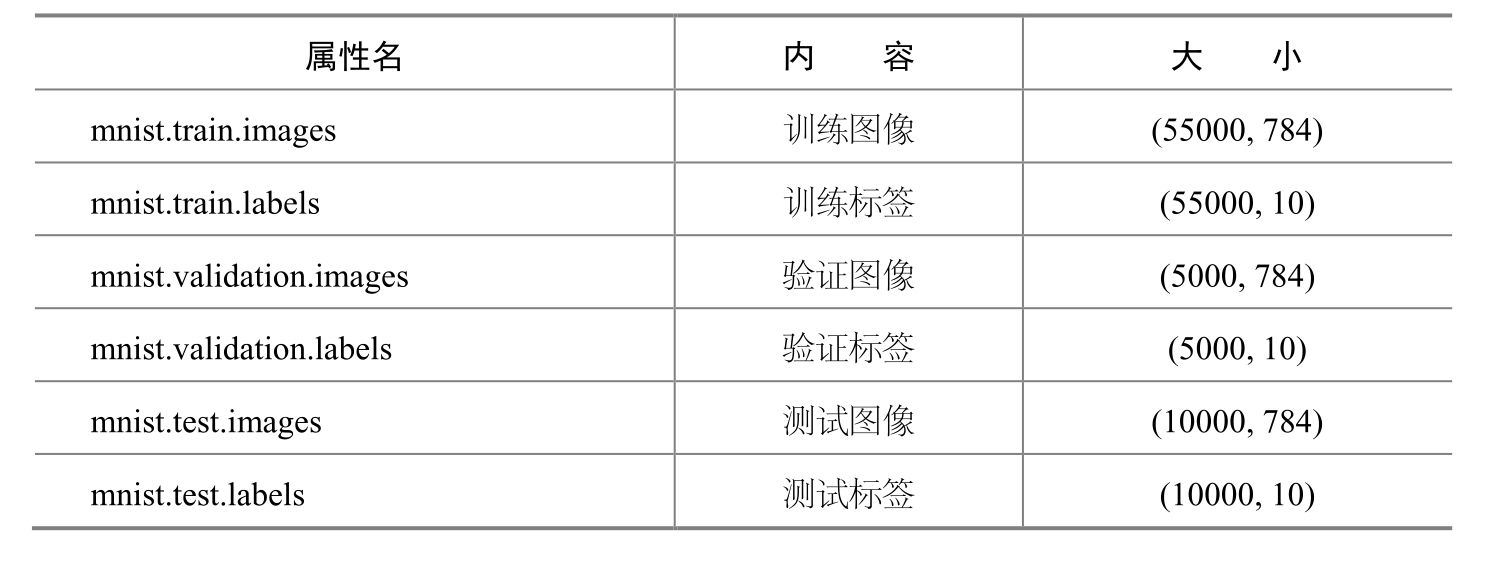 属性名 内 容 大 小
mnist.train.images 训练图像 (55000, 784)
mnist.train.labels 训练标签 (55000, 10)
mnist.validation.images 验证图像 (5000, 784)
mnist.validation.labels 验证标签 (5000, 10)
mnist.test.images 测试图像 (10000, 784)
mnist.test.labels 测试标签 (10000, 10)